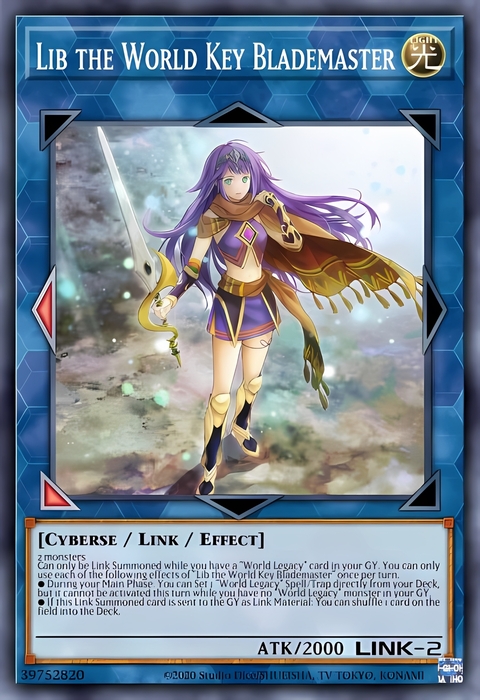 LIB THE WORLD KEY BLADEMASTER
LIGHT
光
[CYBERSE / LINK / EFFECT]
2 monsters
Can only be Link Summoned while you have a "World Legacy" card in your GY. You can only
use each of the following effects of "Lib the World Key Blademaster" once per turn.
● During your Main Phase: You can Set 1 "World Legacy" Spell/Trap directly from your Deck,
but it cannot be activated this turn while you have no "World Legacy" monster in your GY.
● If this Link Summoned card is sent to the GY as Link Material: You can shuffle 1 card on the
field into the Deck.
ATK/2000 LINK-2
39752820
©2020 Studio Dice/SHUEISHA, TV TOKYO, KONAMI